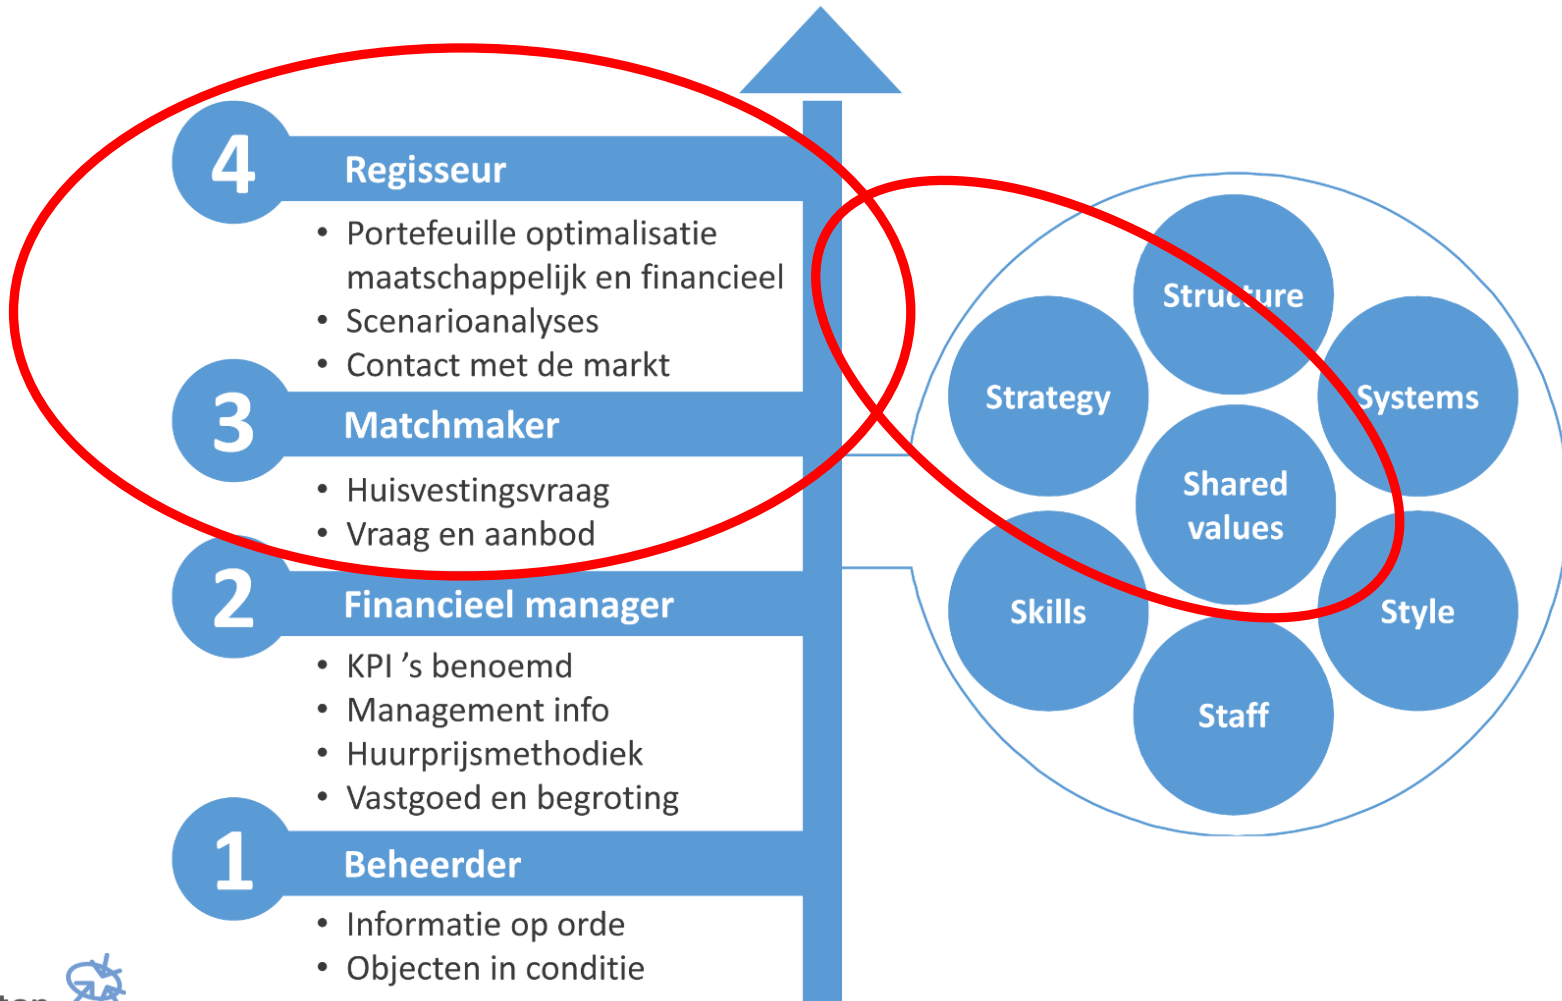 4
Regisseur
• Portefeuille optimalisatie
maatschappelijk en financieel
• Scenarioanalyses
• Contact met de markt
3
Matchmaker
• Huisvestingsvraag
• Vraag en aanbod
2
Financieel manager
• KPI ’s benoemd
• Management info
• Huurprijsmethodiek
• Vastgoed en begroting
1
Beheerder
• Informatie op orde
• Objecten in conditie
Structure
Strategy
Systems
Shared
values
Skills
Style
Staff